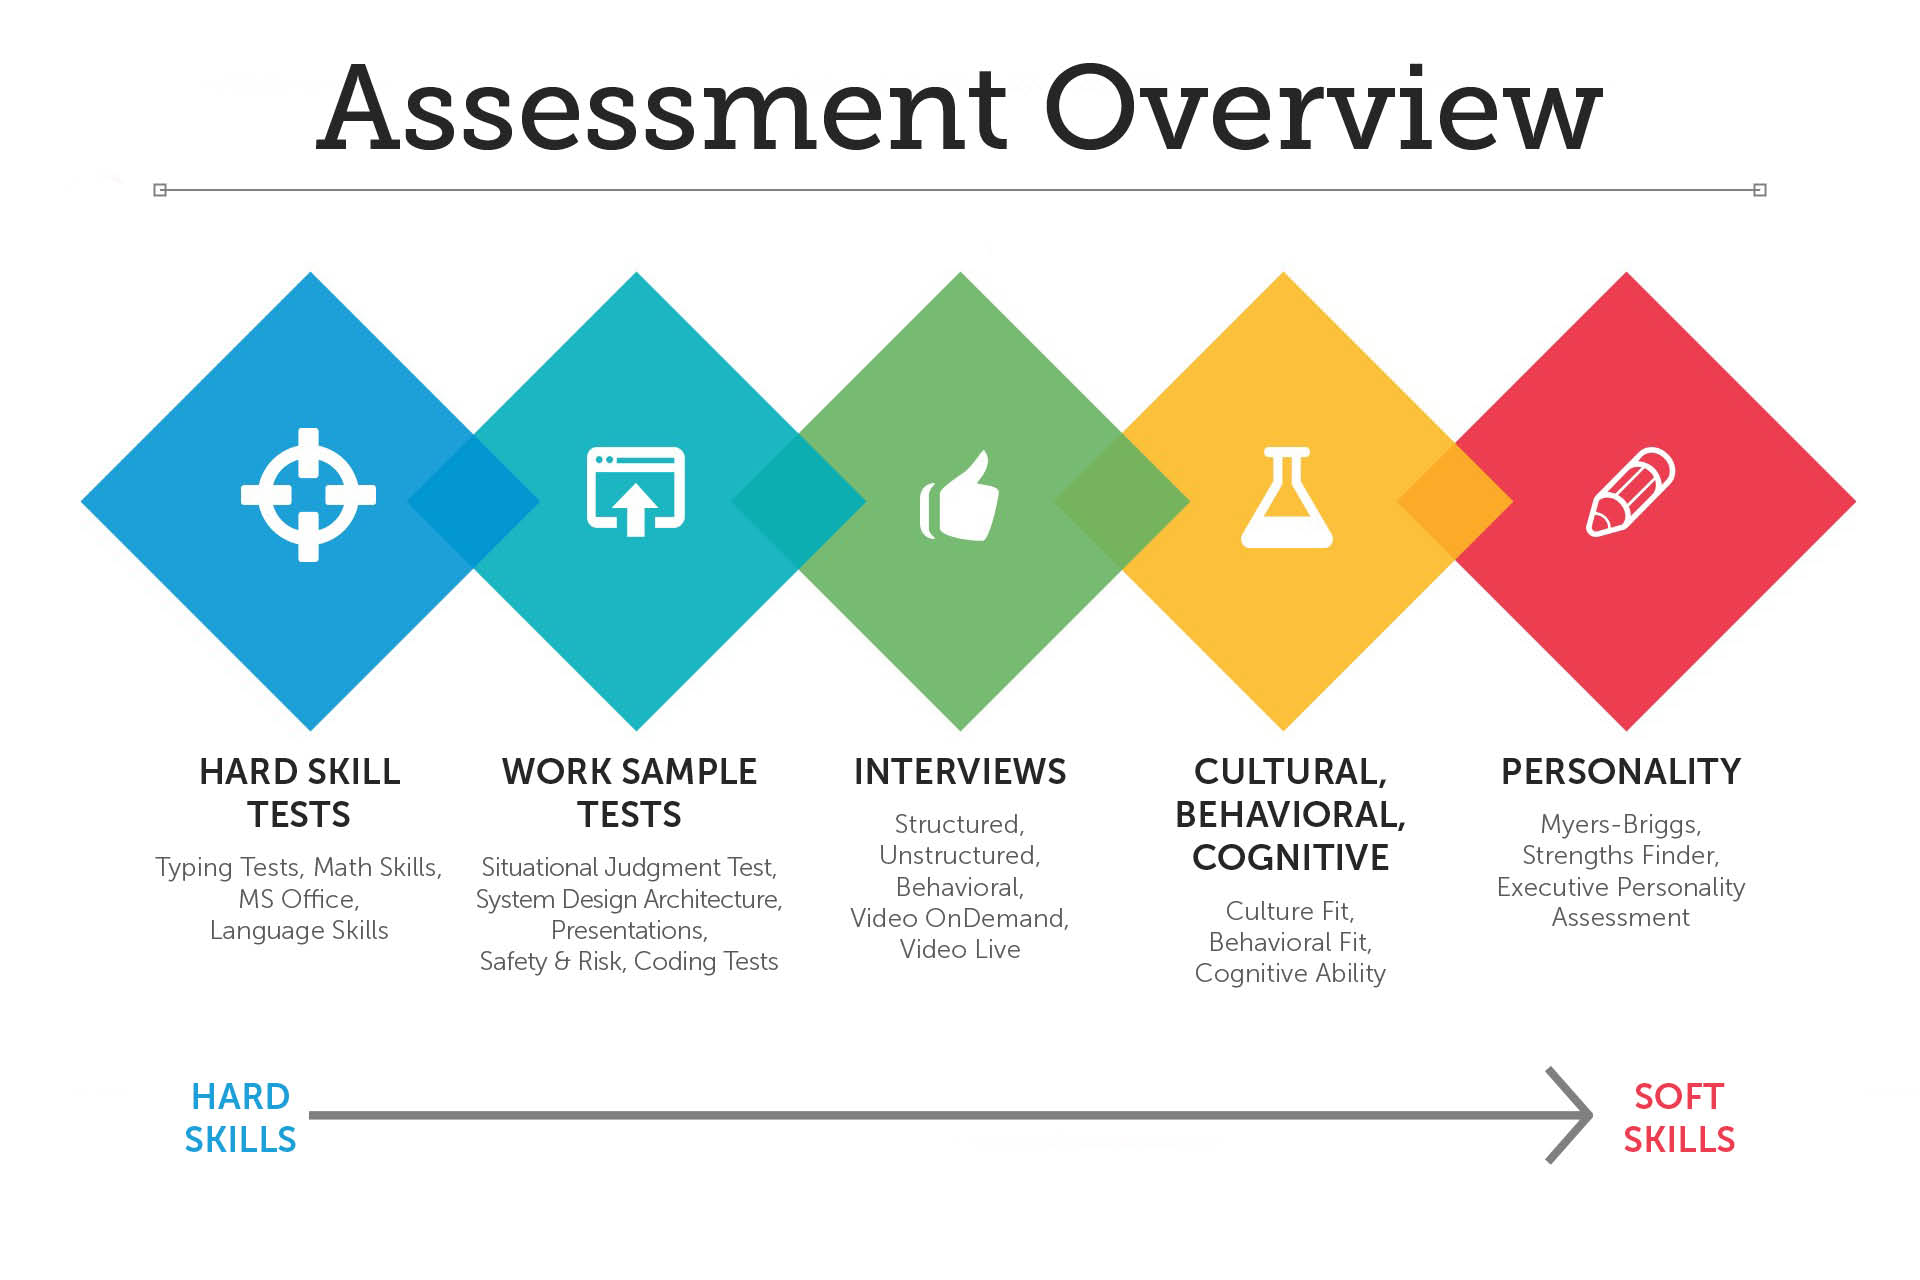 Assessment Overview
HARD SKILL
TESTS
Typing Tests, Math Skills,
MS Office,
Language Skills
WORK SAMPLE
TESTS
Situational Judgment Test,
System Design Architecture,
Presentations,
Safety & Risk, Coding Tests
INTERVIEWS
Structured,
Unstructured,
Behavioral,
Video OnDemand,
Video Live
CULTURAL,
BEHAVIORAL,
COGNITIVE
Culture Fit,
Behavioral Fit,
Cognitive Ability
PERSONALITY
Myers-Briggs,
Strengths Finder,
Executive Personality
Assessment
HARD
SKILLS
SOFT
SKILLS